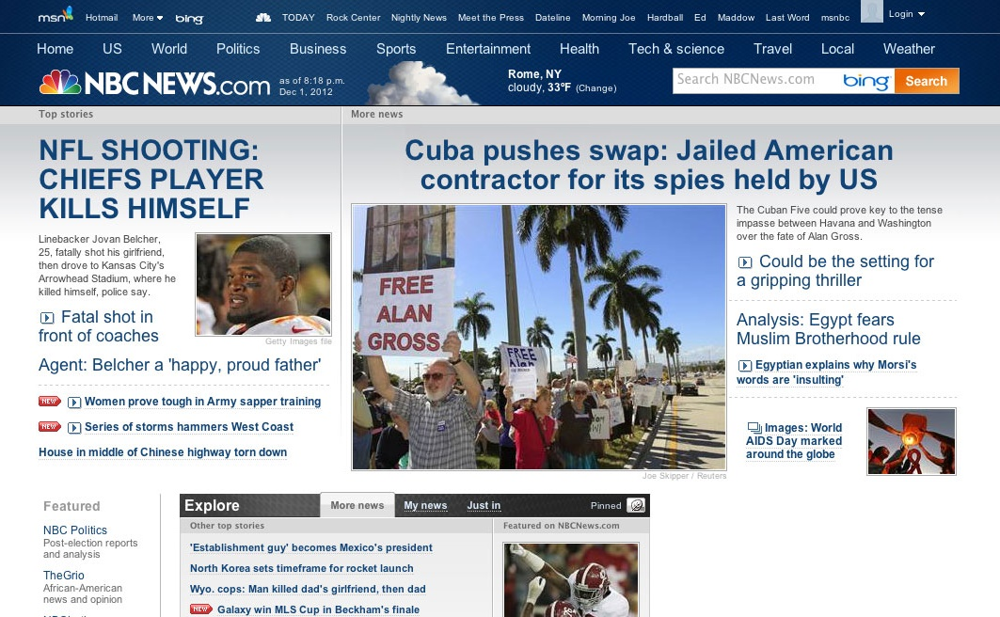 msn Hotmail More bing TODAY Rock Center Nightly News Meet the Press Dateline Morning Joe Hardball Ed Maddow Last Word msnbc Login
Home US World Politics Business Sports Entertainment Health Tech & science Travel Local Weather
NBCNEWS.com
as of 8:18 p.m.
Dec 1, 2012
Rome, NY
cloudy, 33°F (Change)
Search NBCNews.com bing Search
Top stories
NFL SHOOTING:
CHIEFS PLAYER
KILLS HIMSELF
Linebacker Jovan Belcher,
25, fatally shot his girlfriend,
then drove to Kansas City's
Arrowhead Stadium, where he
killed himself, police say.
Getty Images file
Fatal shot in
front of coaches
Agent: Belcher a 'happy, proud father'
NEW Women prove tough in Army sapper training
NEW Series of storms hammers West Coast
House in middle of Chinese highway torn down
More news
Cuba pushes swap: Jailed American
contractor for its spies held by US
FREE
ALAN
GROSS
FREE
Alan
Joe Skipper / Reuters
The Cuban Five could prove key to the tense
impasse between Havana and Washington
over the fate of Alan Gross.
Could be the setting for
a gripping thriller
Analysis: Egypt fears
Muslim Brotherhood rule
Egyptian explains why Morsi's
words are 'insulting'
Images: World
AIDS Day marked
around the globe
Featured
NBC Politics
Post-election reports
and analysis
TheGrio
African-American
news and opinion
Explore More news My news Just in Pinned
Other top stories
'Establishment guy' becomes Mexico's president
North Korea sets timeframe for rocket launch
Wyo. cops: Man killed dad's girlfriend, then dad
NEW Galaxy win MLS Cup in Beckham's finale
Featured on NBCNews.com